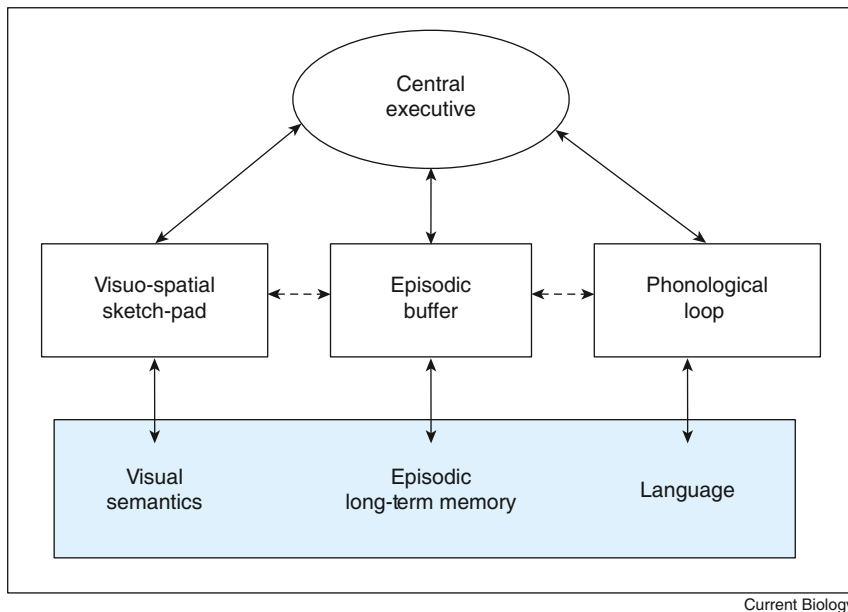 Central
executive
Visuo-spatial
sketch-pad
Episodic
buffer
Phonological
loop
Visual
semantics
Episodic
long-term memory
Language
Current Biology